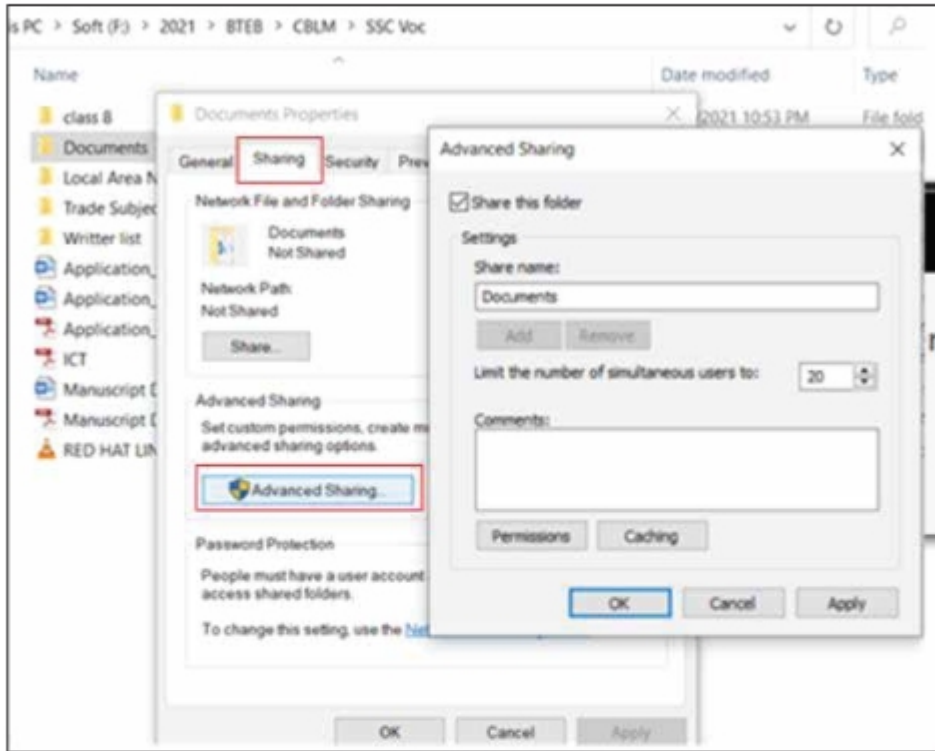 is PC > Soft (F:) > 2021 > BTEB > CBLM > SSC Voc
Name Date modified Type
class 8 /2021 10:53 PM File fold
Documents
Local Area N
Trade Subjec
Writter list
Application_
Application_
Application_
ICT
Manuscript D
Manuscript D
RED HAT LIN
Documents Properties
General Sharing Security Prev
Network File and Folder Sharing
Documents
Not Shared
Network Path:
Not Shared
Share...
Advanced Sharing
Set custom permissions, create m
advanced sharing options.
Advanced Sharing...
Password Protection
People must have a user account
access shared folders.
To change this setting, use the Net
OK Cancel Apply
Advanced Sharing
Share this folder
Settings
Share name:
Documents
Add Remove
Limit the number of simultaneous users to: 20
Comments:
Permissions Caching
OK Cancel Apply